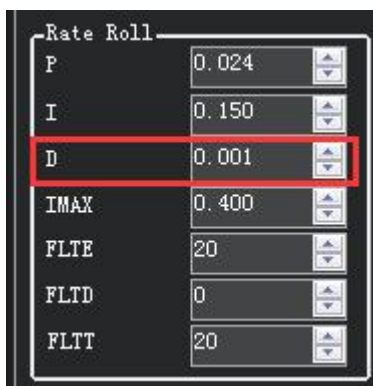 Rate Roll
P 0.024
I 0.150
D 0.001
IMAX 0.400
FLTE 20
FLTD 0
FLTT 20